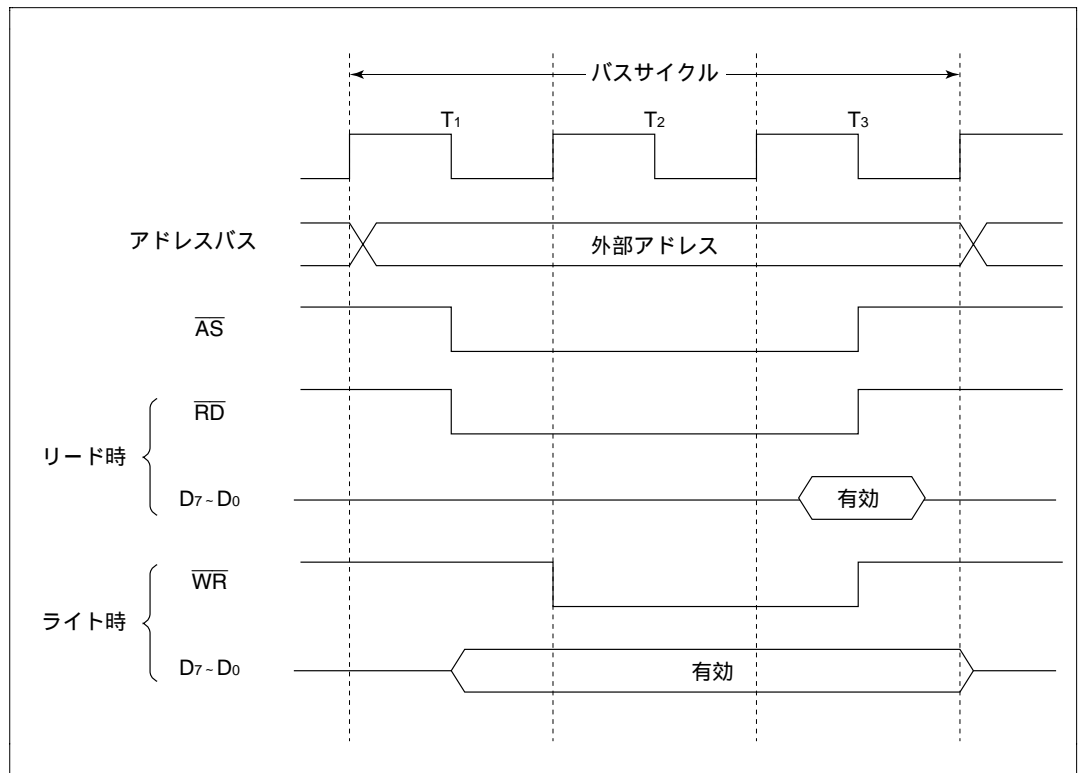 バスサイクル
T1 T2 T3
アドレスバス 外部アドレス
AS
リード時
RD
D7~D0 有効
ライト時
WR
D7~D0 有効